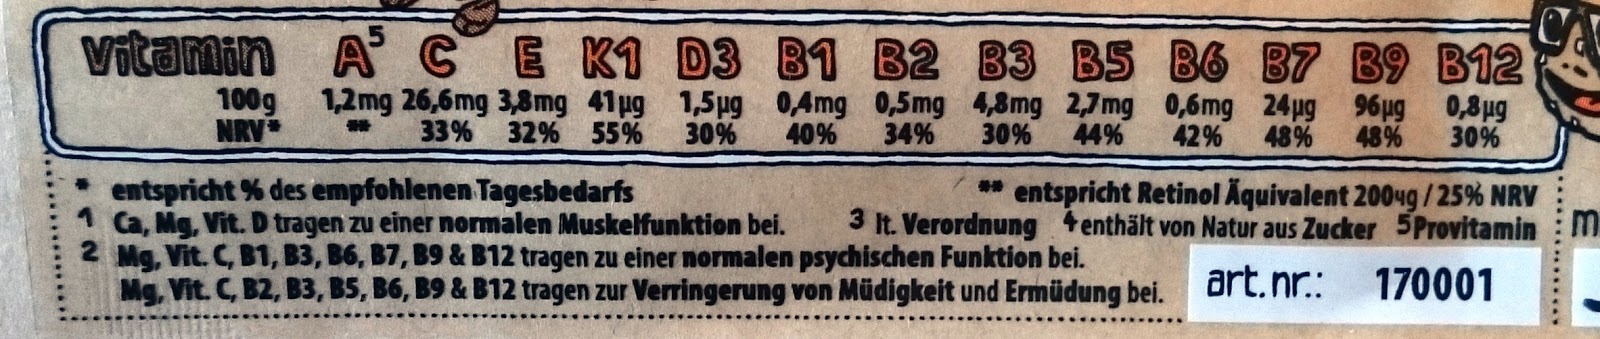 Vitamin A5 C E K1 D3 B1 B2 B3 B5 B6 B7 B9 B12
100g 1,2mg 26,6mg 3,8mg 41µg 1,5µg 0,4mg 0,5mg 4,8mg 2,7mg 0,6mg 24µg 96µg 0,8µg
NRV* ** 33% 32% 55% 30% 40% 34% 30% 44% 42% 48% 48% 30%
* entspricht % des empfohlenen Tagesbedarfs ** entspricht Retinol Äquivalent 200µg / 25% NRV
1 Ca, Mg, Vit. D tragen zu einer normalen Muskelfunktion bei. 3 lt. Verordnung 4 enthält von Natur aus Zucker 5 Provitamin
2 Mg, Vit. C, B1, B3, B6, B7, B9 & B12 tragen zu einer normalen psychischen Funktion bei.
Mg, Vit. C, B2, B3, B5, B6, B9 & B12 tragen zur Verringerung von Müdigkeit und Ermüdung bei.
art.nr.: 170001